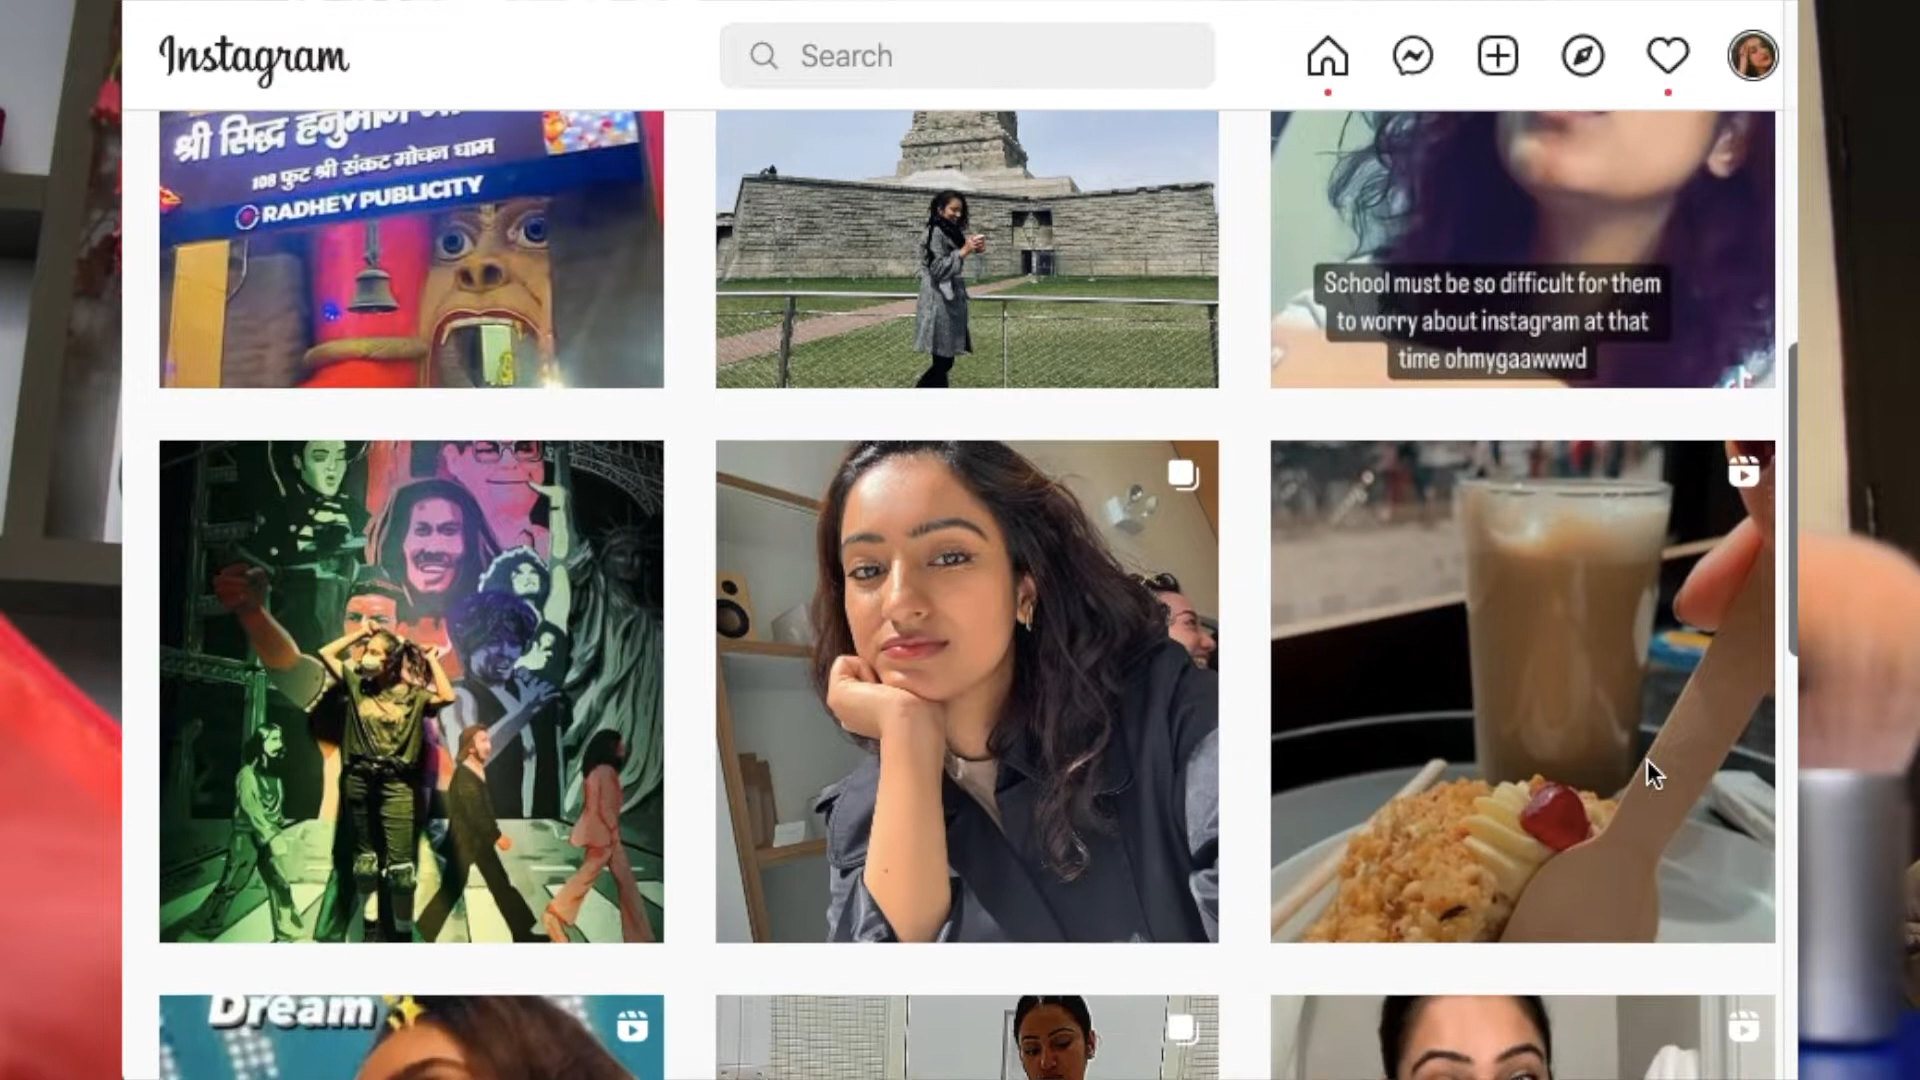 Instagram
Search
श्री सिद्ध हनुमान
108 फुट श्री संकट मोचन धाम
RADHEY PUBLICITY
School must be so difficult for them
to worry about instagram at that
time ohmygaawwwd
Dream